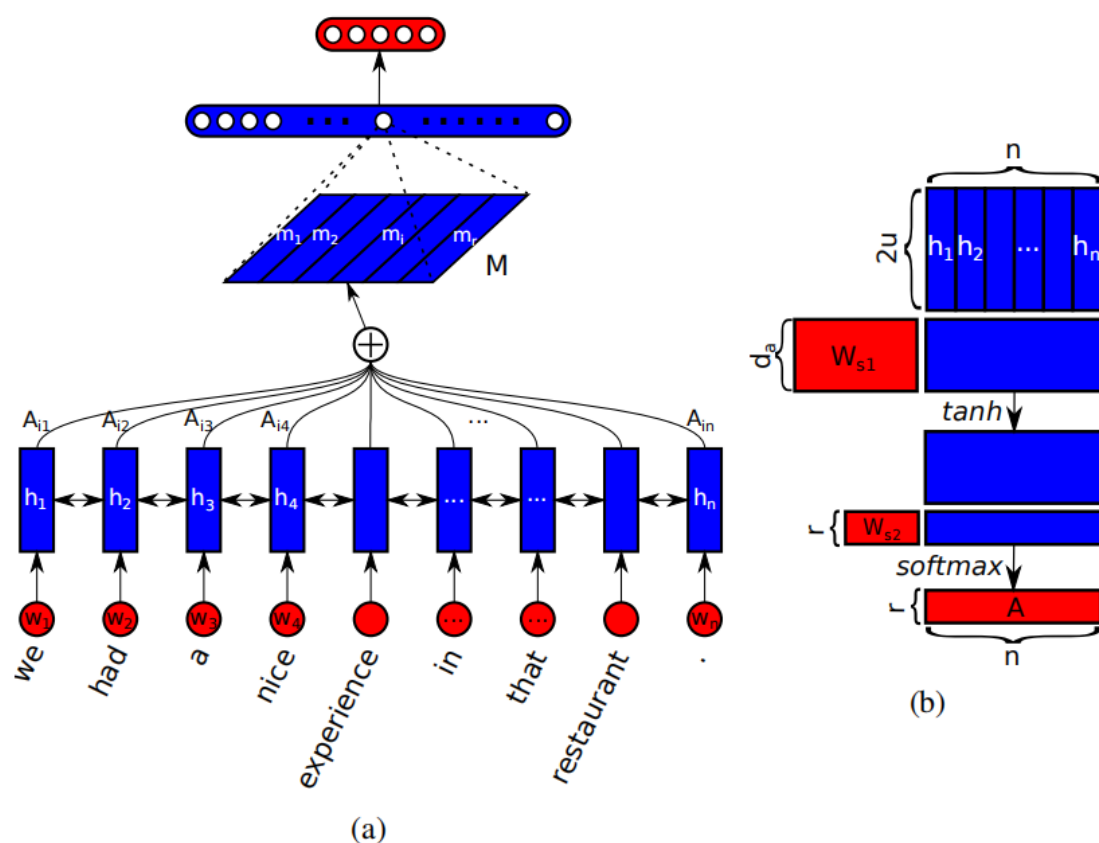 m₁ m₂ mᵢ mᵣ
M
Aᵢ₁ Aᵢ₂ Aᵢ₃ Aᵢ₄ ... Aᵢₙ
h₁ h₂ h₃ h₄ ... ... hₙ
w₁ w₂ w₃ w₄ ... ... wₙ
we had a nice experience in that restaurant .
(a)
n
2u
h₁ h₂ ... hₙ
dₐ
Wₛ₁
tanh
r
Wₛ₂
softmax
r
A
n
(b)